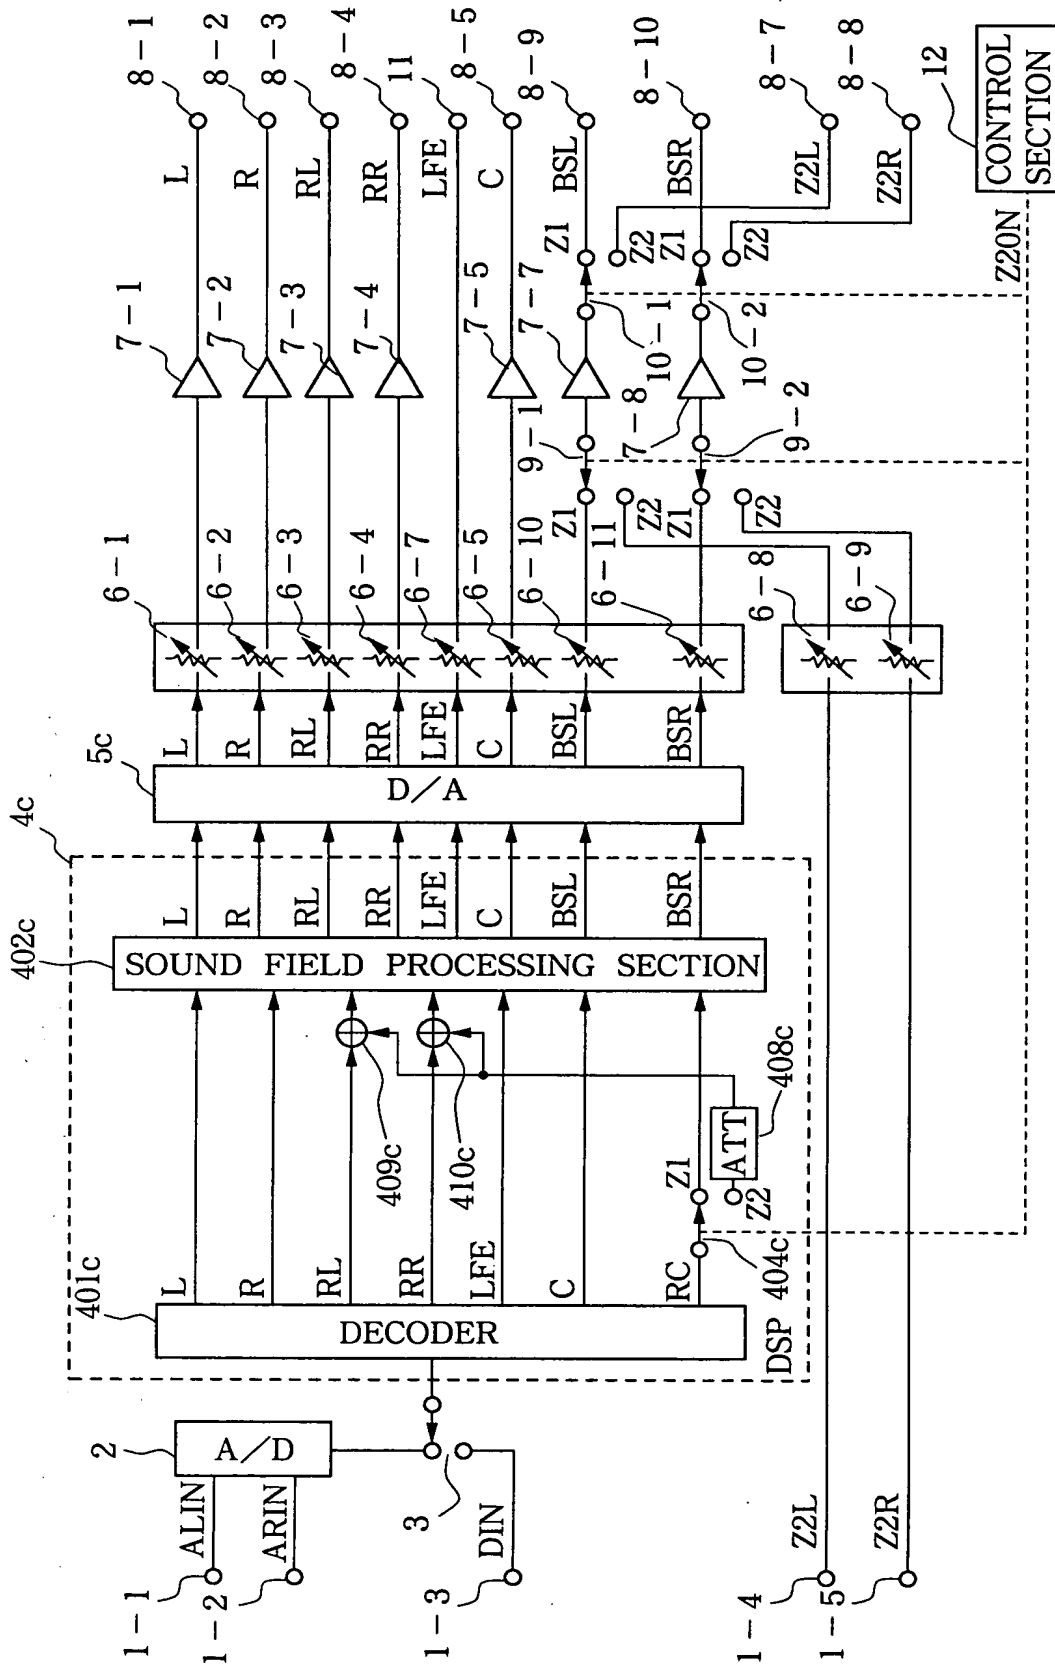 1-1
ALIN
1-2
ARIN
2
A/D
3
1-3
DIN
1-4
Z2L
1-5
Z2R
4c
401c
DECODER
L
R
RL
RR
LFE
C
RC
DSP
404c
Z1
Z2
ATT
408c
409c
410c
402c
SOUND FIELD PROCESSING SECTION
L
R
RL
RR
LFE
C
BSL
BSR
5c
D/A
L
R
RL
RR
LFE
C
BSL
BSR
6-1
6-2
6-3
6-4
6-7
6-5
6-10
6-11
6-8
6-9
Z1
Z2
Z1
Z2
9-1
9-2
7-1
7-2
7-3
7-4
7-5
7-7
7-8
10-1
10-2
Z1
Z2
Z1
Z2
L
R
RL
RR
LFE
C
BSL
BSR
Z2L
Z2R
8-1
8-2
8-3
8-4
11
8-5
8-9
8-10
8-7
8-8
12
CONTROL
SECTION
Z20N